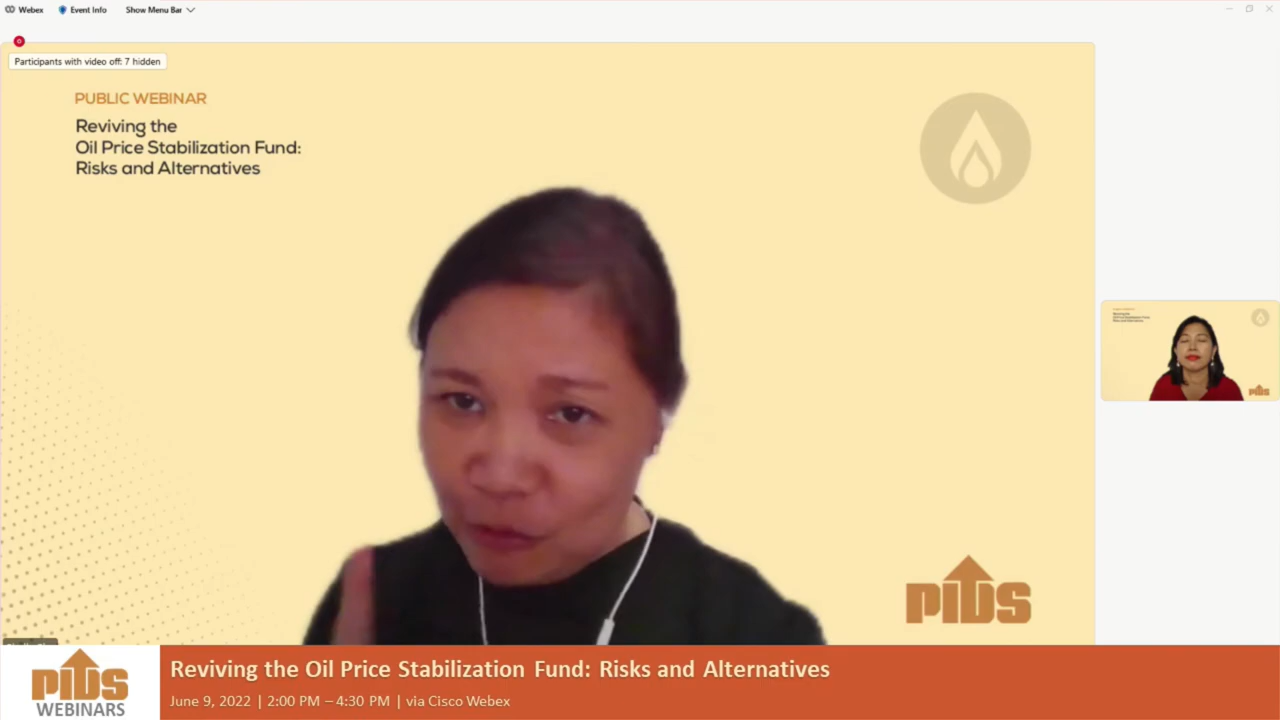 Webex
Event Info
Show Menu Bar
Participants with video off: 7 hidden
PUBLIC WEBINAR
Reviving the
Oil Price Stabilization Fund:
Risks and Alternatives
PIDS
PIDS
PIDS
WEBINARS
Reviving the Oil Price Stabilization Fund: Risks and Alternatives
June 9, 2022 | 2:00 PM – 4:30 PM | via Cisco Webex